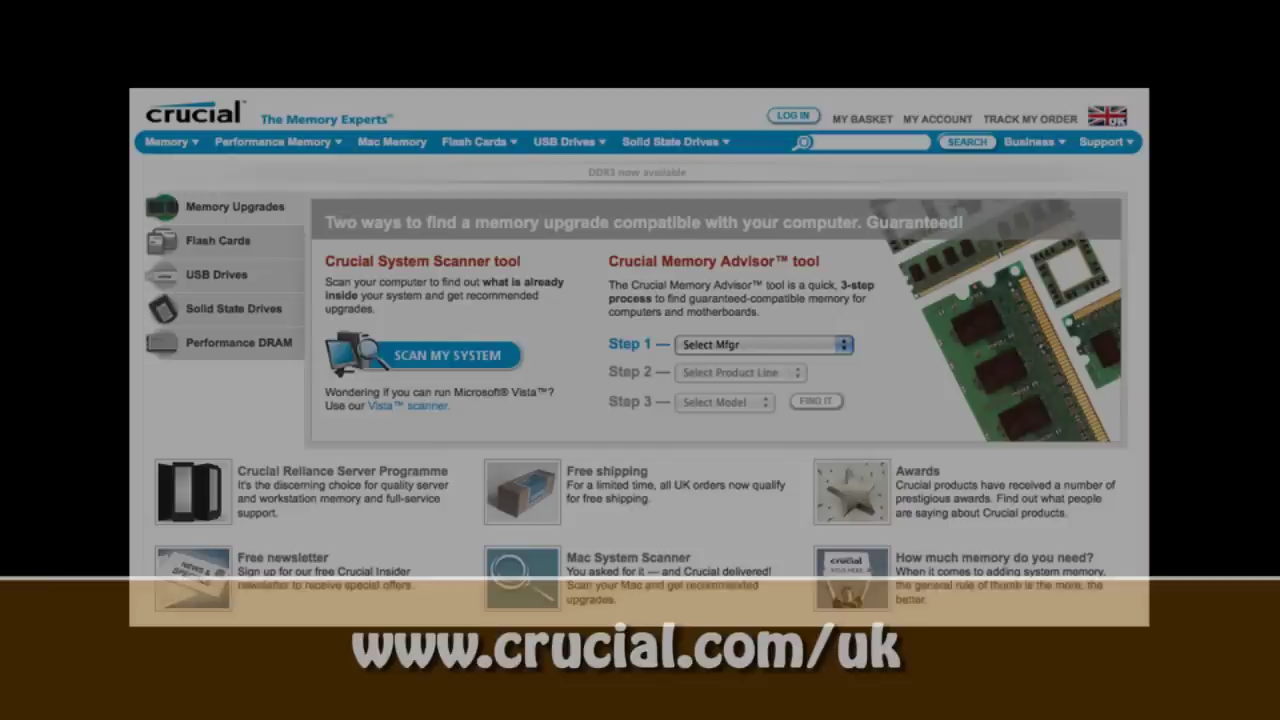 crucial
The Memory Experts™
LOG IN MY BASKET MY ACCOUNT TRACK MY ORDER UK
Memory Performance Memory Mac Memory Flash Cards USB Drives Solid State Drives SEARCH Business Support
DDR3 now available
Memory Upgrades
Flash Cards
USB Drives
Solid State Drives
Performance DRAM
Two ways to find a memory upgrade compatible with your computer. Guaranteed!
Crucial System Scanner tool
Scan your computer to find out what is already
inside your system and get recommended
upgrades.
SCAN MY SYSTEM
Wondering if you can run Microsoft® Vista™?
Use our Vista™ scanner.
Crucial Memory Advisor™ tool
The Crucial Memory Advisor™ tool is a quick, 3-step
process to find guaranteed-compatible memory for
computers and motherboards.
Step 1 — Select Mfgr
Step 2 — Select Product Line
Step 3 — Select Model FIND IT
Crucial Reliance Server Programme
It's the discerning choice for quality server
and workstation memory and full-service
support.
Free shipping
For a limited time, all UK orders now qualify
for free shipping.
Awards
Crucial products have received a number of
prestigious awards. Find out what people
are saying about Crucial products.
NEWS &
SPECIALS
Free newsletter
Sign up for our free Crucial Insider
newsletter to receive special offers.
Mac System Scanner
You asked for it — and Crucial delivered!
Scan your Mac and get recommended
upgrades.
crucial
How much memory do you need?
When it comes to adding system memory,
the general rule of thumb is the more, the
better.
www.crucial.com/uk